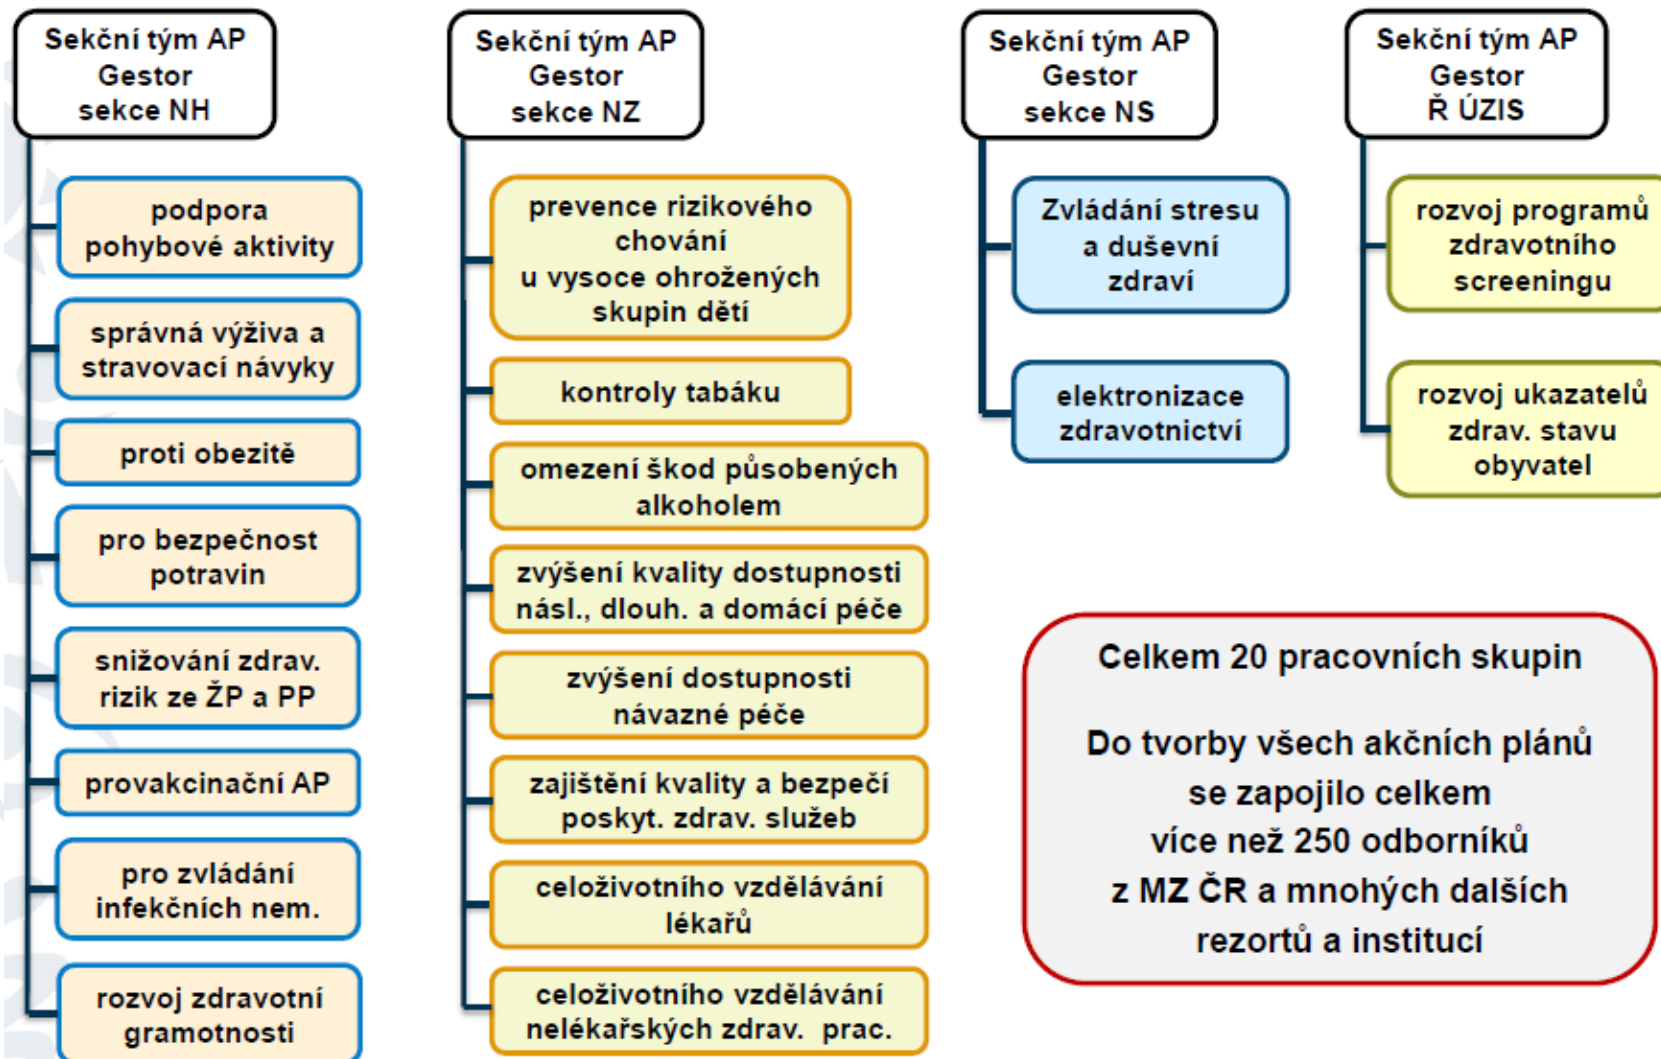 Sekční tým AP
Gestor
sekce NH
podpora
pohybové aktivity
správná výživa a
stravovací návyky
proti obezitě
pro bezpečnost
potravin
snižování zdrav.
rizik ze ŽP a PP
provakcinační AP
pro zvládání
infekčních nem.
rozvoj zdravotní
gramotnosti
Sekční tým AP
Gestor
sekce NZ
prevence rizikového
chování
u vysoce ohrožených
skupin dětí
kontroly tabáku
omezení škod působených
alkoholem
zvýšení kvality dostupnosti
násl., dlouh. a domácí péče
zvýšení dostupnosti
návazné péče
zajištění kvality a bezpečí
poskyt. zdrav. služeb
celoživotního vzdělávání
lékařů
celoživotního vzdělávání
nelékařských zdrav. prac.
Sekční tým AP
Gestor
sekce NS
Zvládání stresu
a duševní
zdraví
elektronizace
zdravotnictví
Sekční tým AP
Gestor
Ř ÚZIS
rozvoj programů
zdravotního
screeningu
rozvoj ukazatelů
zdrav. stavu
obyvatel
Celkem 20 pracovních skupin
Do tvorby všech akčních plánů
se zapojilo celkem
více než 250 odborníků
z MZ ČR a mnohých dalších
rezortů a institucí